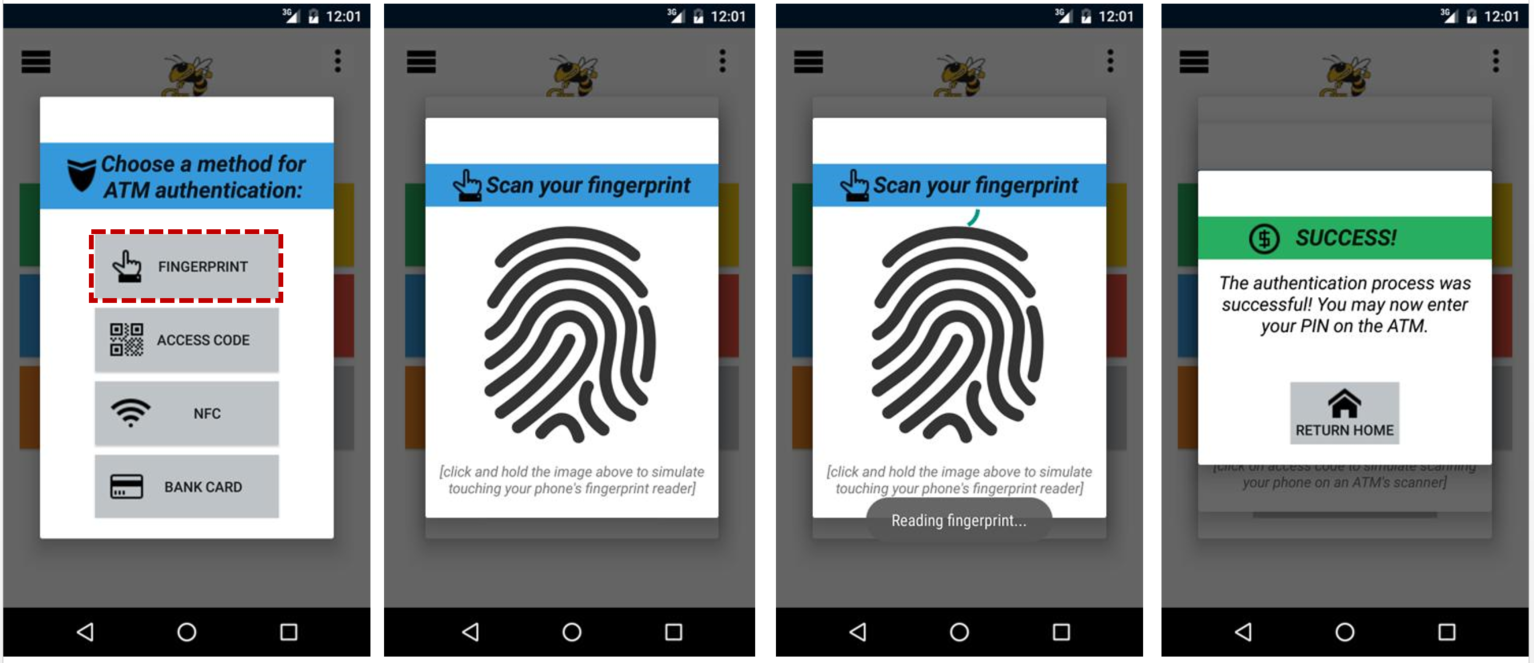 3G 12:01
Choose a method for
ATM authentication:
FINGERPRINT
ACCESS CODE
NFC
BANK CARD
3G 12:01
Scan your fingerprint
[click and hold the image above to simulate
touching your phone's fingerprint reader]
3G 12:01
Scan your fingerprint
[click and hold the image above to simulate
touching your phone's fingerprint reader]
Reading fingerprint...
3G 12:01
$ SUCCESS!
The authentication process was
successful! You may now enter
your PIN on the ATM.
RETURN HOME
[click on access code to simulate scanning
your phone on an ATM's scanner]